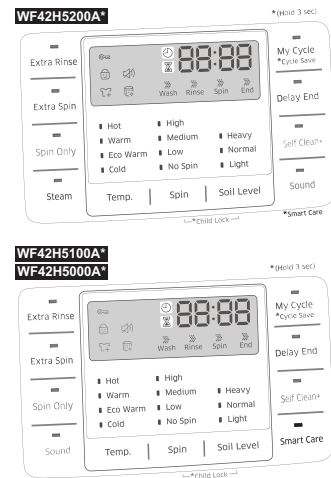 WF42H5200A*
*(Hold 3 sec)
Extra Rinse
88:88
My Cycle
*Cycle Save
Wash Rinse Spin End
Extra Spin
Delay End
Hot High
Warm Medium Heavy
Eco Warm Low Normal
Cold No Spin Light
Spin Only
Self Clean+
Steam
Temp. Spin Soil Level
Sound
*Child Lock
*Smart Care
WF42H5100A*
WF42H5000A*
*(Hold 3 sec)
Extra Rinse
88:88
My Cycle
*Cycle Save
Wash Rinse Spin End
Extra Spin
Delay End
Hot High
Warm Medium Heavy
Eco Warm Low Normal
Cold No Spin Light
Spin Only
Self Clean+
Sound
Temp. Spin Soil Level
Smart Care
*Child Lock